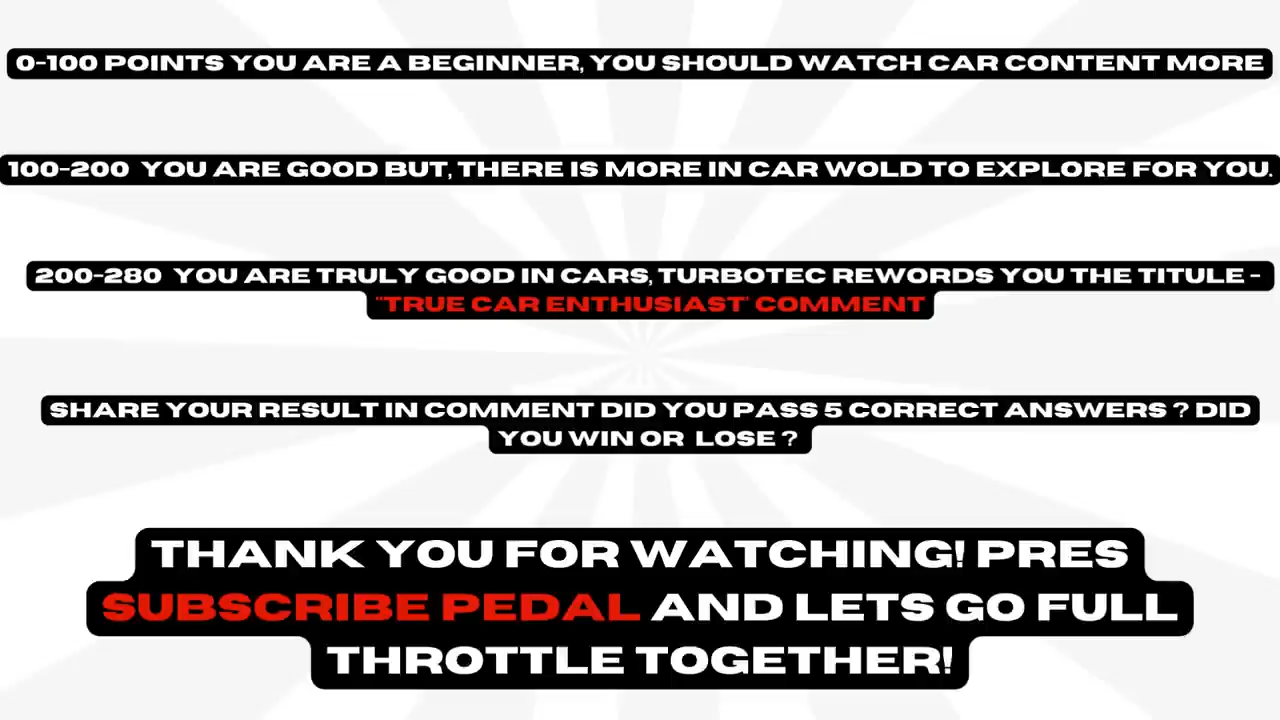 0-100 POINTS YOU ARE A BEGINNER, YOU SHOULD WATCH CAR CONTENT MORE
100-200 YOU ARE GOOD BUT, THERE IS MORE IN CAR WOLD TO EXPLORE FOR YOU.
200-280 YOU ARE TRULY GOOD IN CARS, TURBOTEC REWORDS YOU THE TITULE -
"TRUE CAR ENTHUSIAST" COMMENT
SHARE YOUR RESULT IN COMMENT DID YOU PASS 5 CORRECT ANSWERS ? DID
YOU WIN OR LOSE ?
THANK YOU FOR WATCHING! PRES
SUBSCRIBE PEDAL AND LETS GO FULL
THROTTLE TOGETHER!